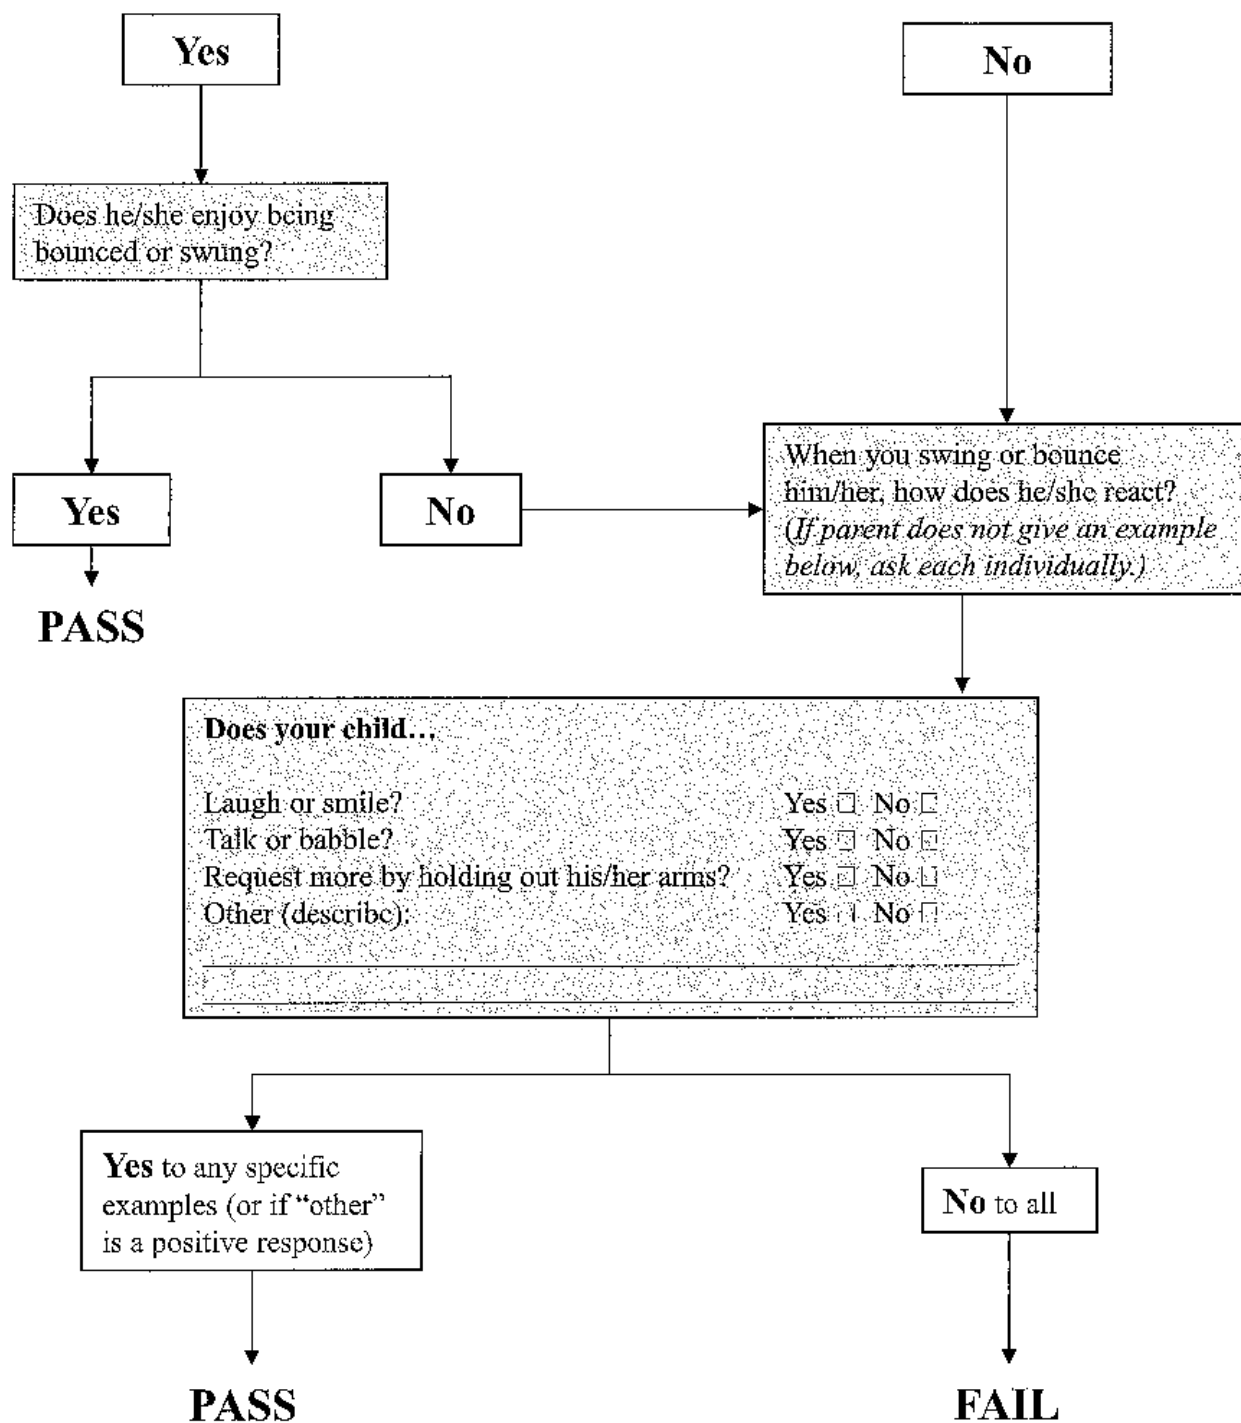 Yes
No
Does he/she enjoy being
bounced or swung?
Yes
No
When you swing or bounce
him/her, how does he/she react?
(If parent does not give an example
below, ask each individually.)
PASS
Does your child…
Laugh or smile? Yes □ No □
Talk or babble? Yes □ No □
Request more by holding out his/her arms? Yes □ No □
Other (describe): Yes □ No □
Yes to any specific
examples (or if “other”
is a positive response)
No to all
PASS
FAIL